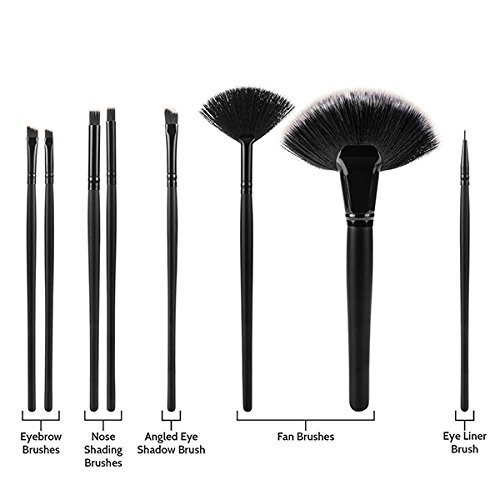 Eyebrow
Brushes
Nose
Shading
Brushes
Angled Eye
Shadow Brush
Fan Brushes
Eye Liner
Brush